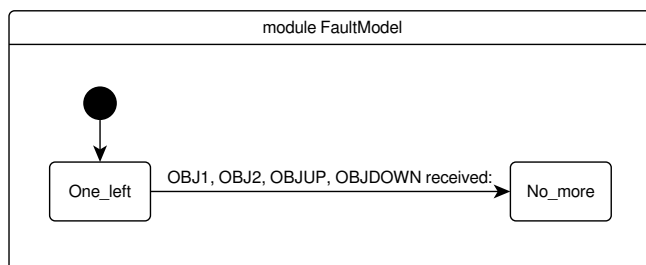 module FaultModel
OBJ1, OBJ2, OBJUP, OBJDOWN received:
One_left
No_more